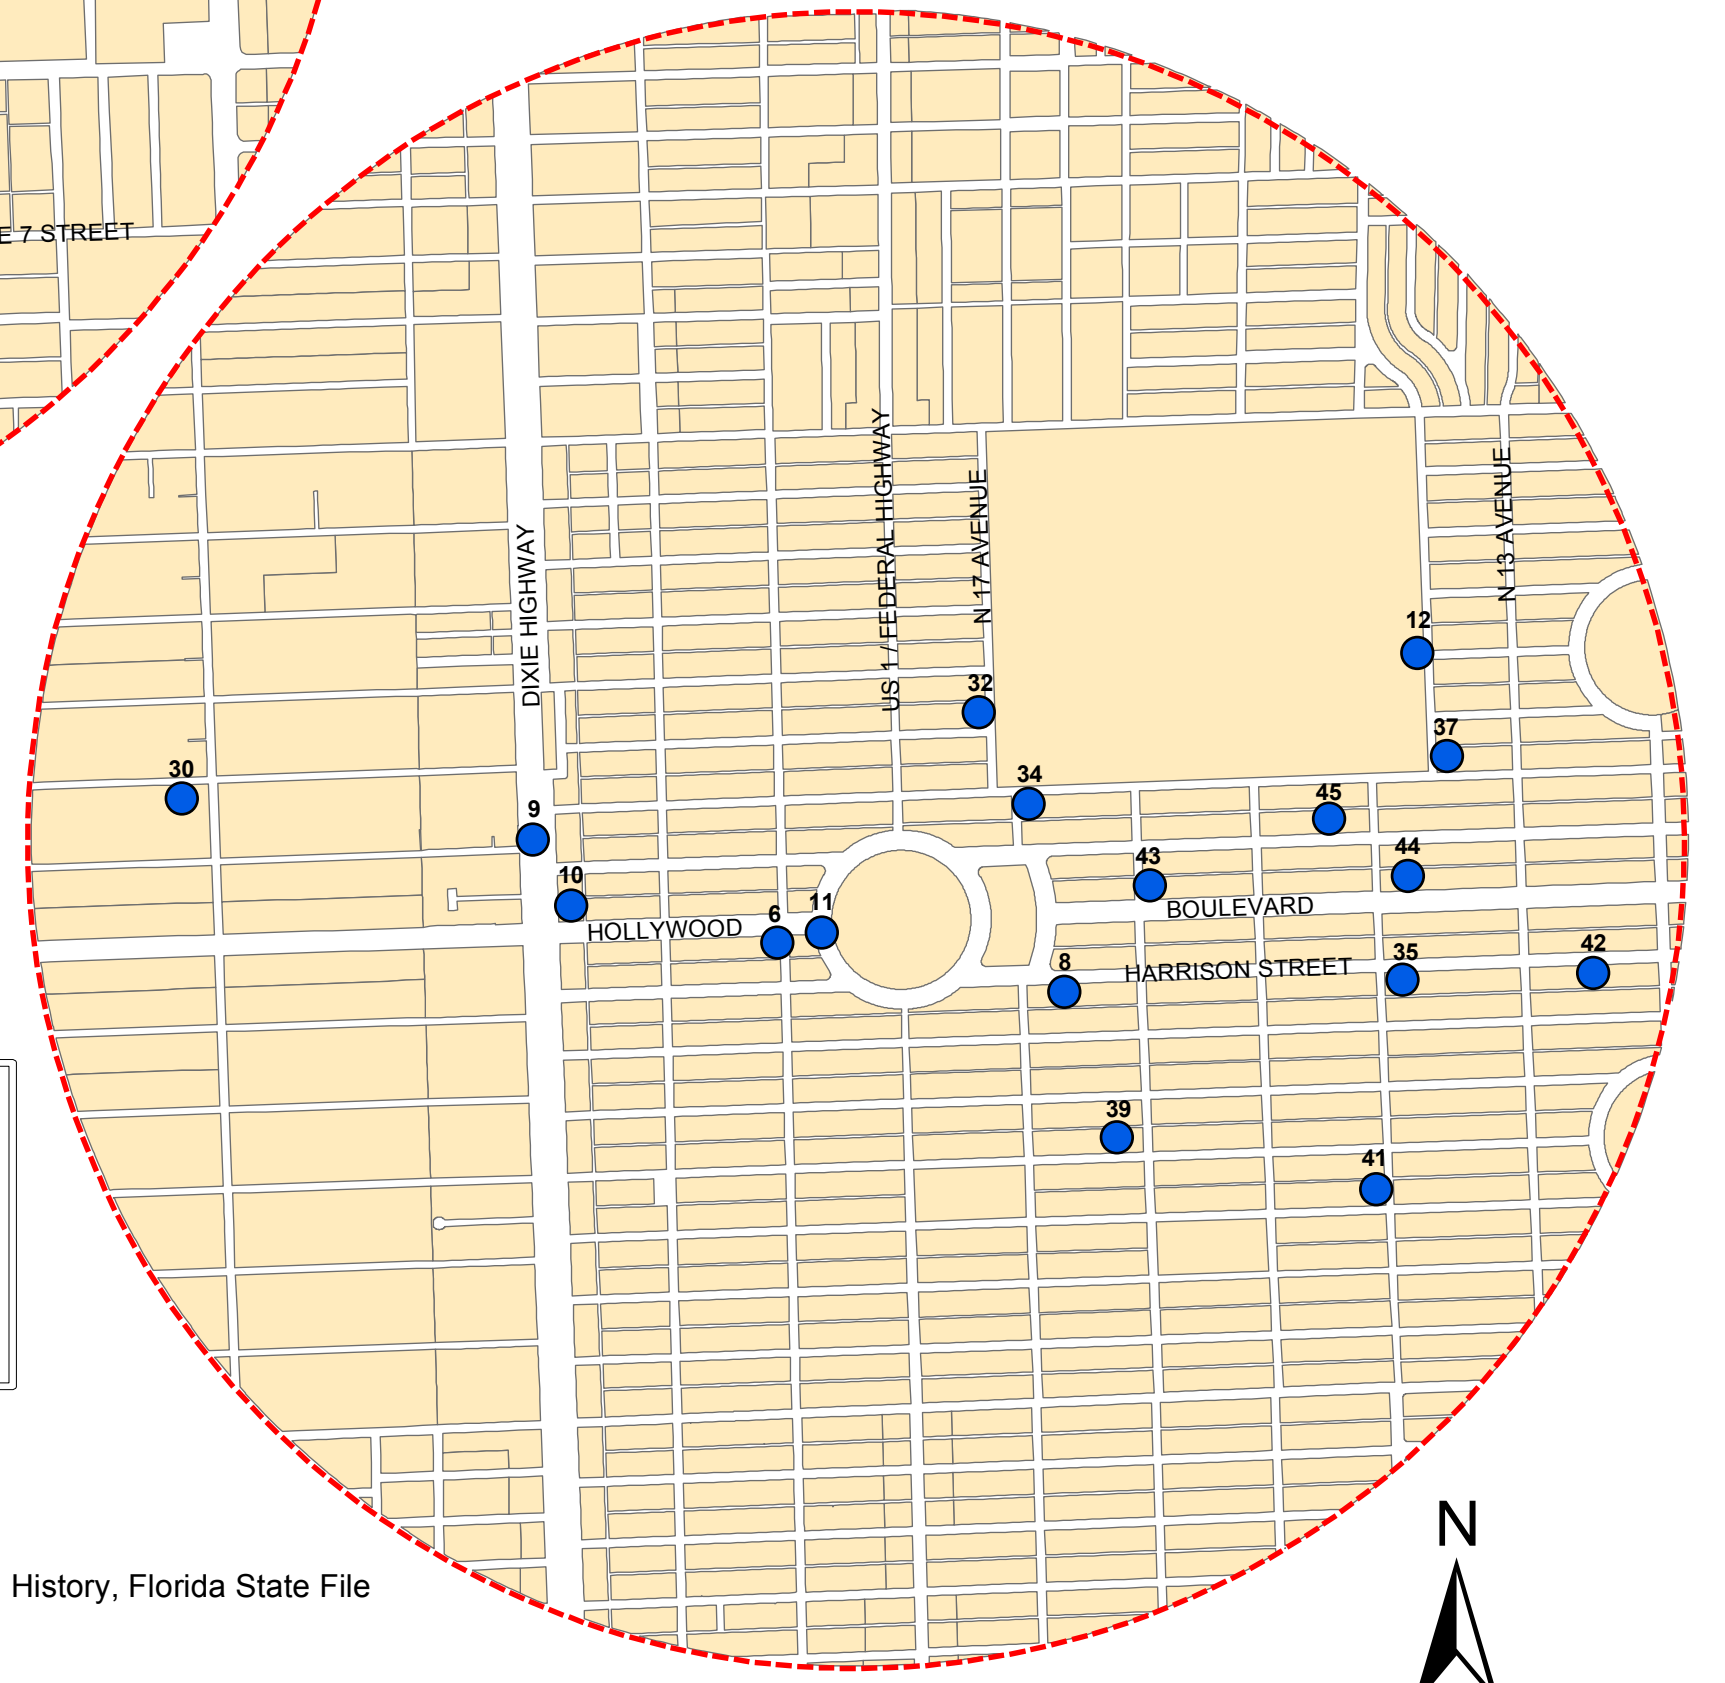 E 7 STREET
US 1 / FEDERAL HIGHWAY
N 17 AVENUE
N 13 AVENUE
DIXIE HIGHWAY
12
32
37
30
34
45
9
44
43
10
BOULEVARD
11
6
HOLLYWOOD
42
35
8
HARRISON STREET
39
41
N
History, Florida State File